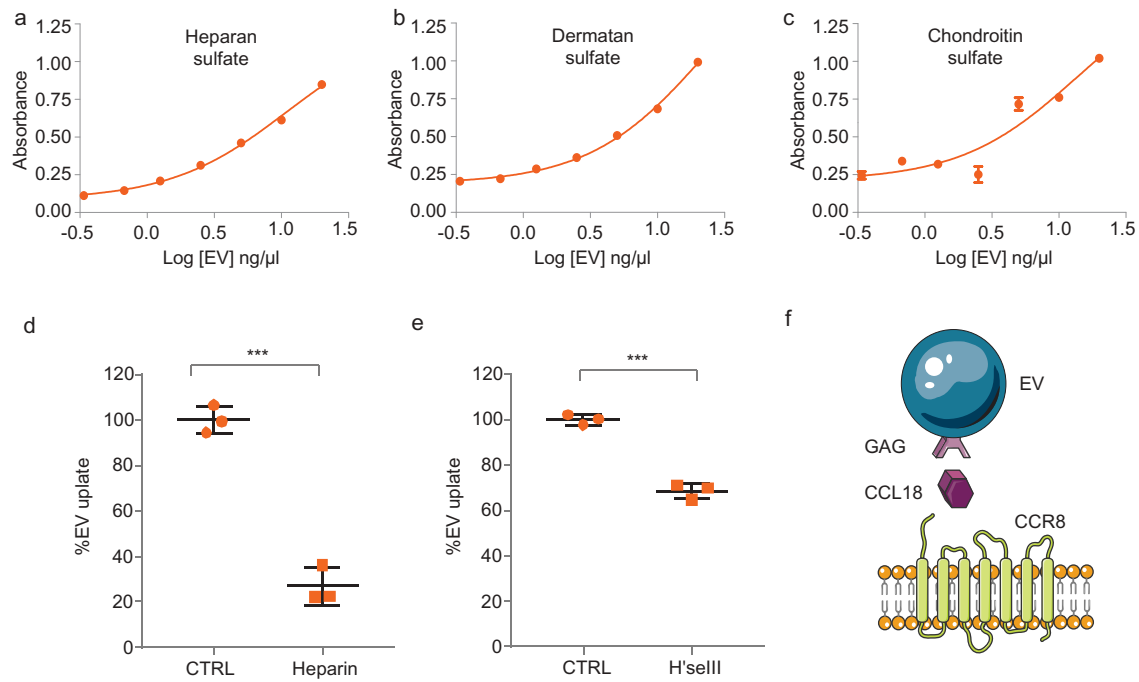 a
Heparan
sulfate
1.25
1.00
0.75
0.50
0.25
0.00
Absorbance
-0.5 0.0 0.5 1.0 1.5
Log [EV] ng/µl
b
Dermatan
sulfate
1.25
1.00
0.75
0.50
0.25
0.00
Absorbance
-0.5 0.0 0.5 1.0 1.5
Log [EV] ng/µl
c
Chondroitin
sulfate
1.25
1.00
0.75
0.50
0.25
0.00
Absorbance
-0.5 0.0 0.5 1.0 1.5
Log [EV] ng/µl
d
***
120
100
80
60
40
20
0
%EV uplate
CTRL Heparin
e
***
120
100
80
60
40
20
0
%EV uplate
CTRL H'seIII
f
EV
GAG
CCL18
CCR8